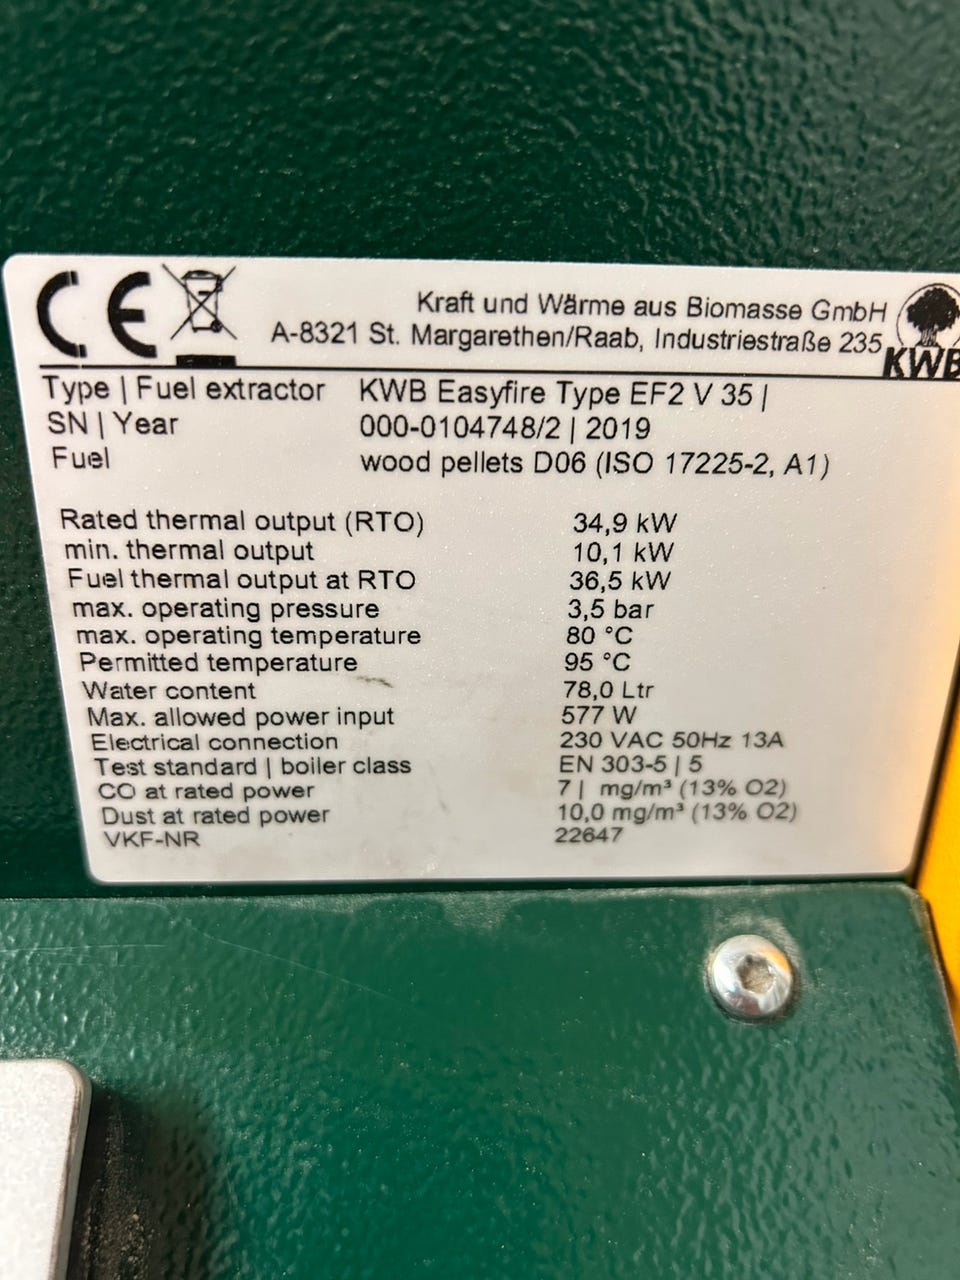 CE
Kraft und Wärme aus Biomasse GmbH
A-8321 St. Margarethen/Raab, Industriestraße 235
KWB
Type | Fuel extractor KWB Easyfire Type EF2 V 35 |
SN | Year 000-0104748/2 | 2019
Fuel wood pellets D06 (ISO 17225-2, A1)
Rated thermal output (RTO) 34,9 kW
min. thermal output 10,1 kW
Fuel thermal output at RTO 36,5 kW
max. operating pressure 3,5 bar
max. operating temperature 80 °C
Permitted temperature 95 °C
Water content 78,0 Ltr
Max. allowed power input 577 W
Electrical connection 230 VAC 50Hz 13A
Test standard | boiler class EN 303-5 | 5
CO at rated power 7 | mg/m³ (13% O2)
Dust at rated power 10,0 mg/m³ (13% O2)
VKF-NR 22647